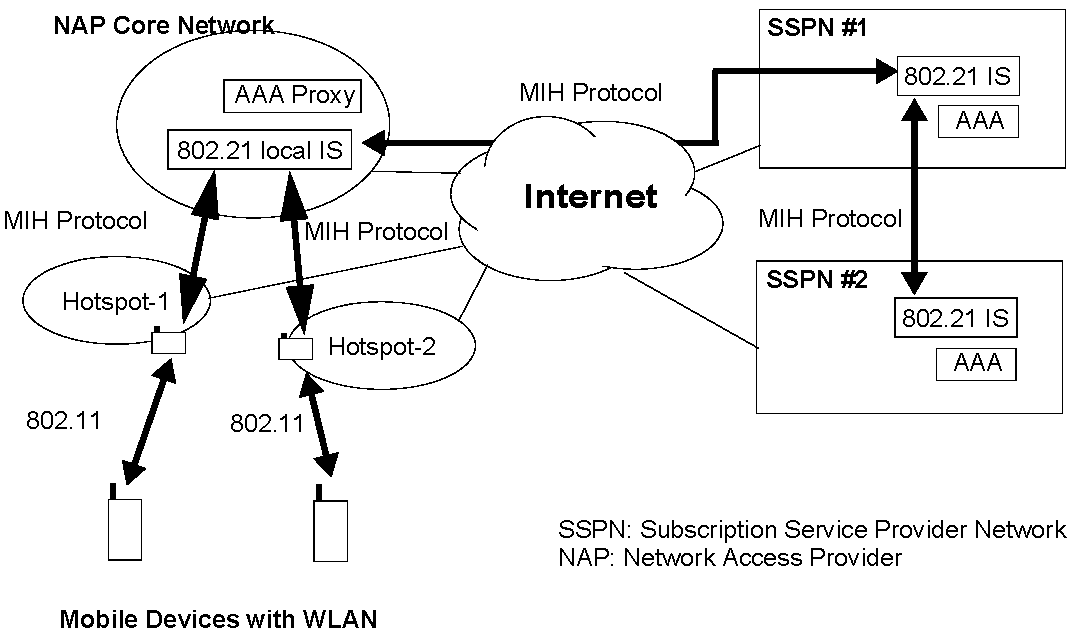 NAP Core Network
AAA Proxy
802.21 local IS
MIH Protocol
MIH Protocol
MIH Protocol
Internet
SSPN #1
802.21 IS
AAA
MIH Protocol
SSPN #2
802.21 IS
AAA
Hotspot-1
Hotspot-2
802.11
802.11
SSPN: Subscription Service Provider Network
NAP: Network Access Provider
Mobile Devices with WLAN